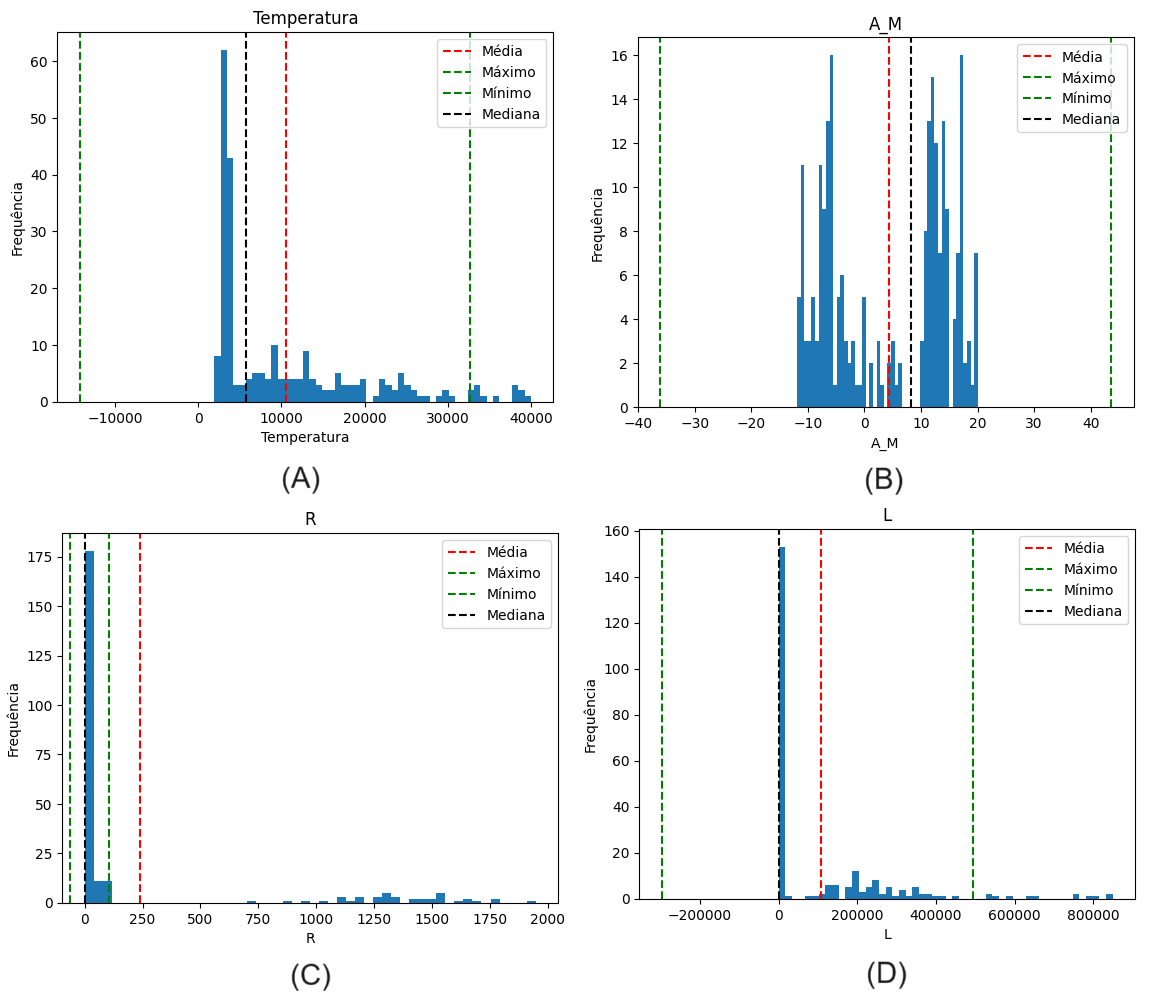 Temperatura
Frequência
60
50
40
30
20
10
0
Média
Máximo
Mínimo
Mediana
−10000 0 10000 20000 30000 40000
Temperatura
(A)
A_M
Frequência
16
14
12
10
8
6
4
2
0
Média
Máximo
Mínimo
Mediana
−40 −30 −20 −10 0 10 20 30 40
A_M
(B)
R
Frequência
175
150
125
100
75
50
25
0
Média
Máximo
Mínimo
Mediana
0 250 500 750 1000 1250 1500 1750 2000
R
(C)
L
Frequência
160
140
120
100
80
60
40
20
0
Média
Máximo
Mínimo
Mediana
−200000 0 200000 400000 600000 800000
L
(D)